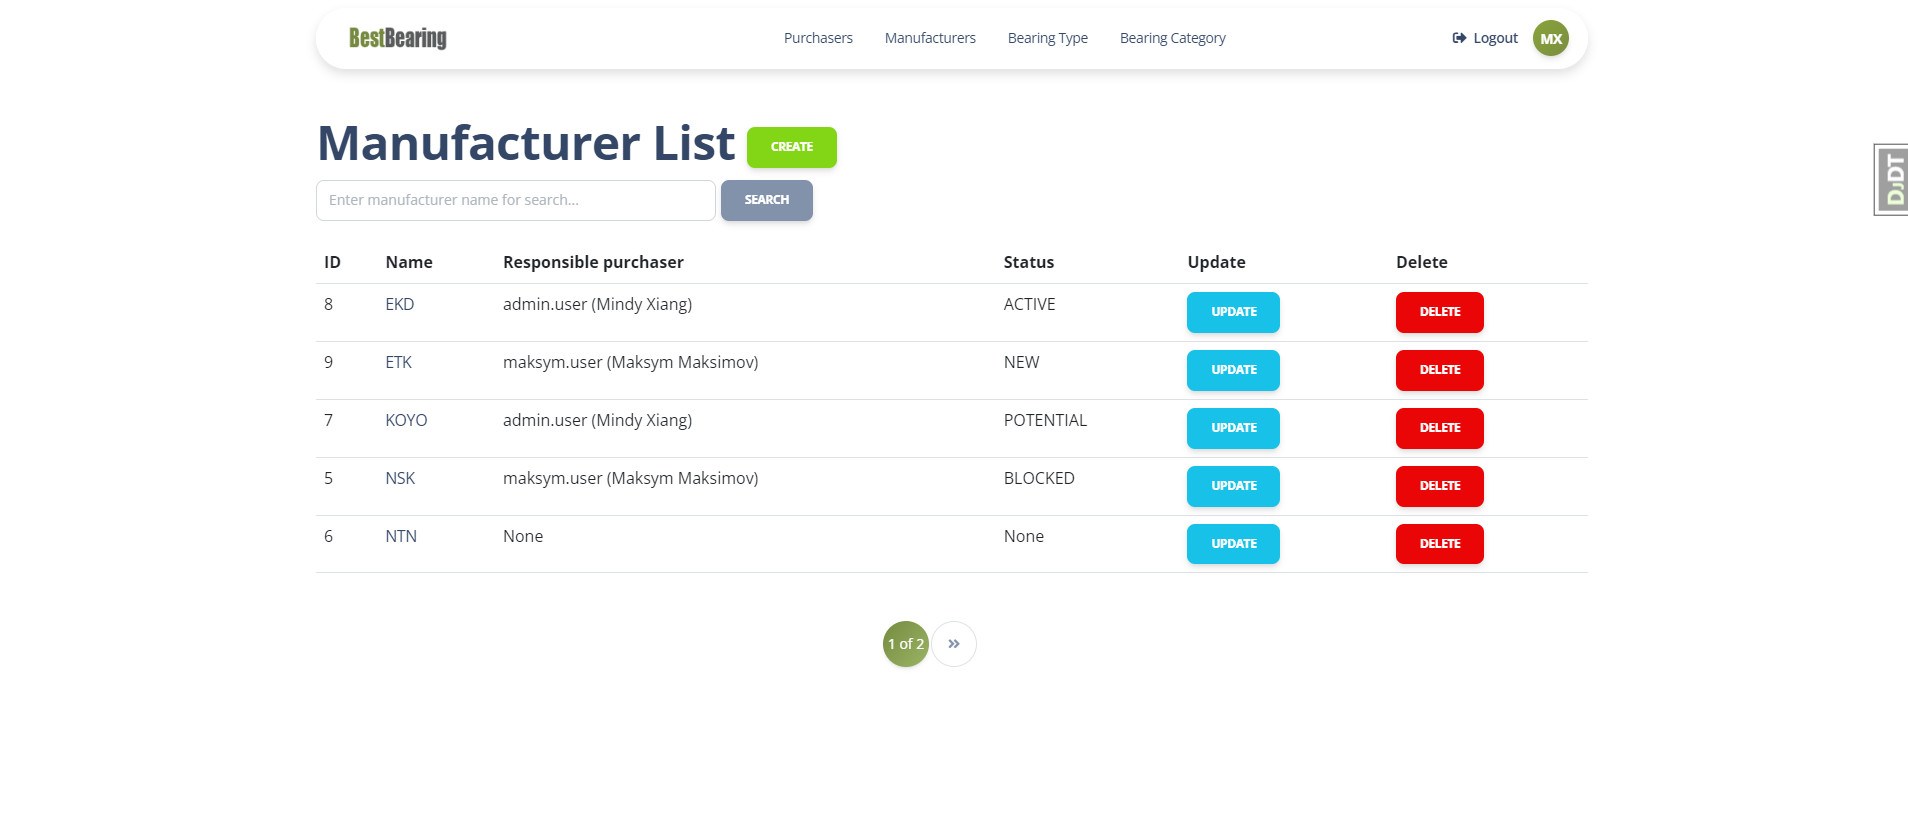 BestBearing
Purchasers Manufacturers Bearing Type Bearing Category
Logout MX
Manufacturer List CREATE
DJDT
Enter manufacturer name for search... SEARCH
ID Name Responsible purchaser Status Update Delete
8 EKD admin.user (Mindy Xiang) ACTIVE UPDATE DELETE
9 ETK maksym.user (Maksym Maksimov) NEW UPDATE DELETE
7 KOYO admin.user (Mindy Xiang) POTENTIAL UPDATE DELETE
5 NSK maksym.user (Maksym Maksimov) BLOCKED UPDATE DELETE
6 NTN None None UPDATE DELETE
1 of 2 »